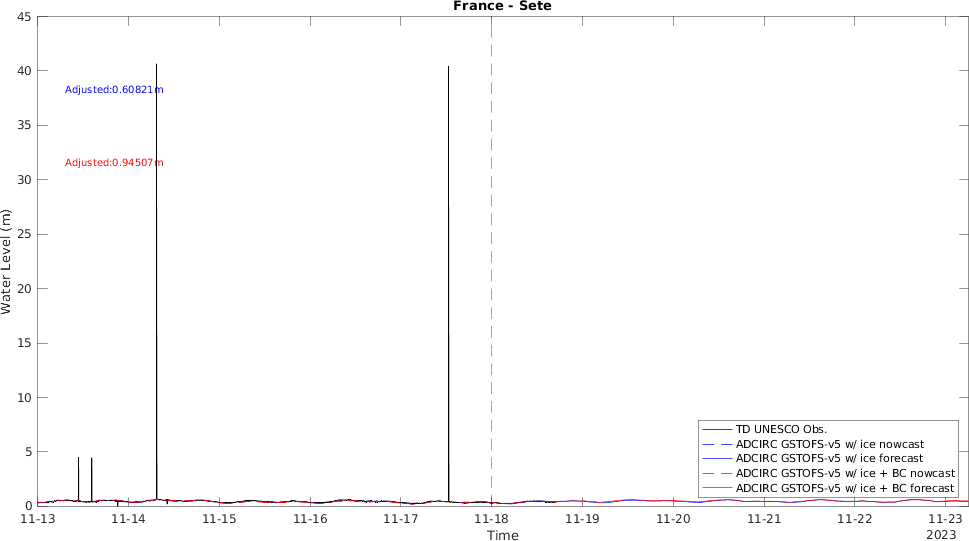 France - Sete
Water Level (m)
45
40
35
30
25
20
15
10
5
0
Adjusted:0.60821m
Adjusted:0.94507m
TD UNESCO Obs.
ADCIRC GSTOFS-v5 w/ ice nowcast
ADCIRC GSTOFS-v5 w/ ice forecast
ADCIRC GSTOFS-v5 w/ ice + BC nowcast
ADCIRC GSTOFS-v5 w/ ice + BC forecast
11-13 11-14 11-15 11-16 11-17 11-18 11-19 11-20 11-21 11-22 11-23
2023
Time